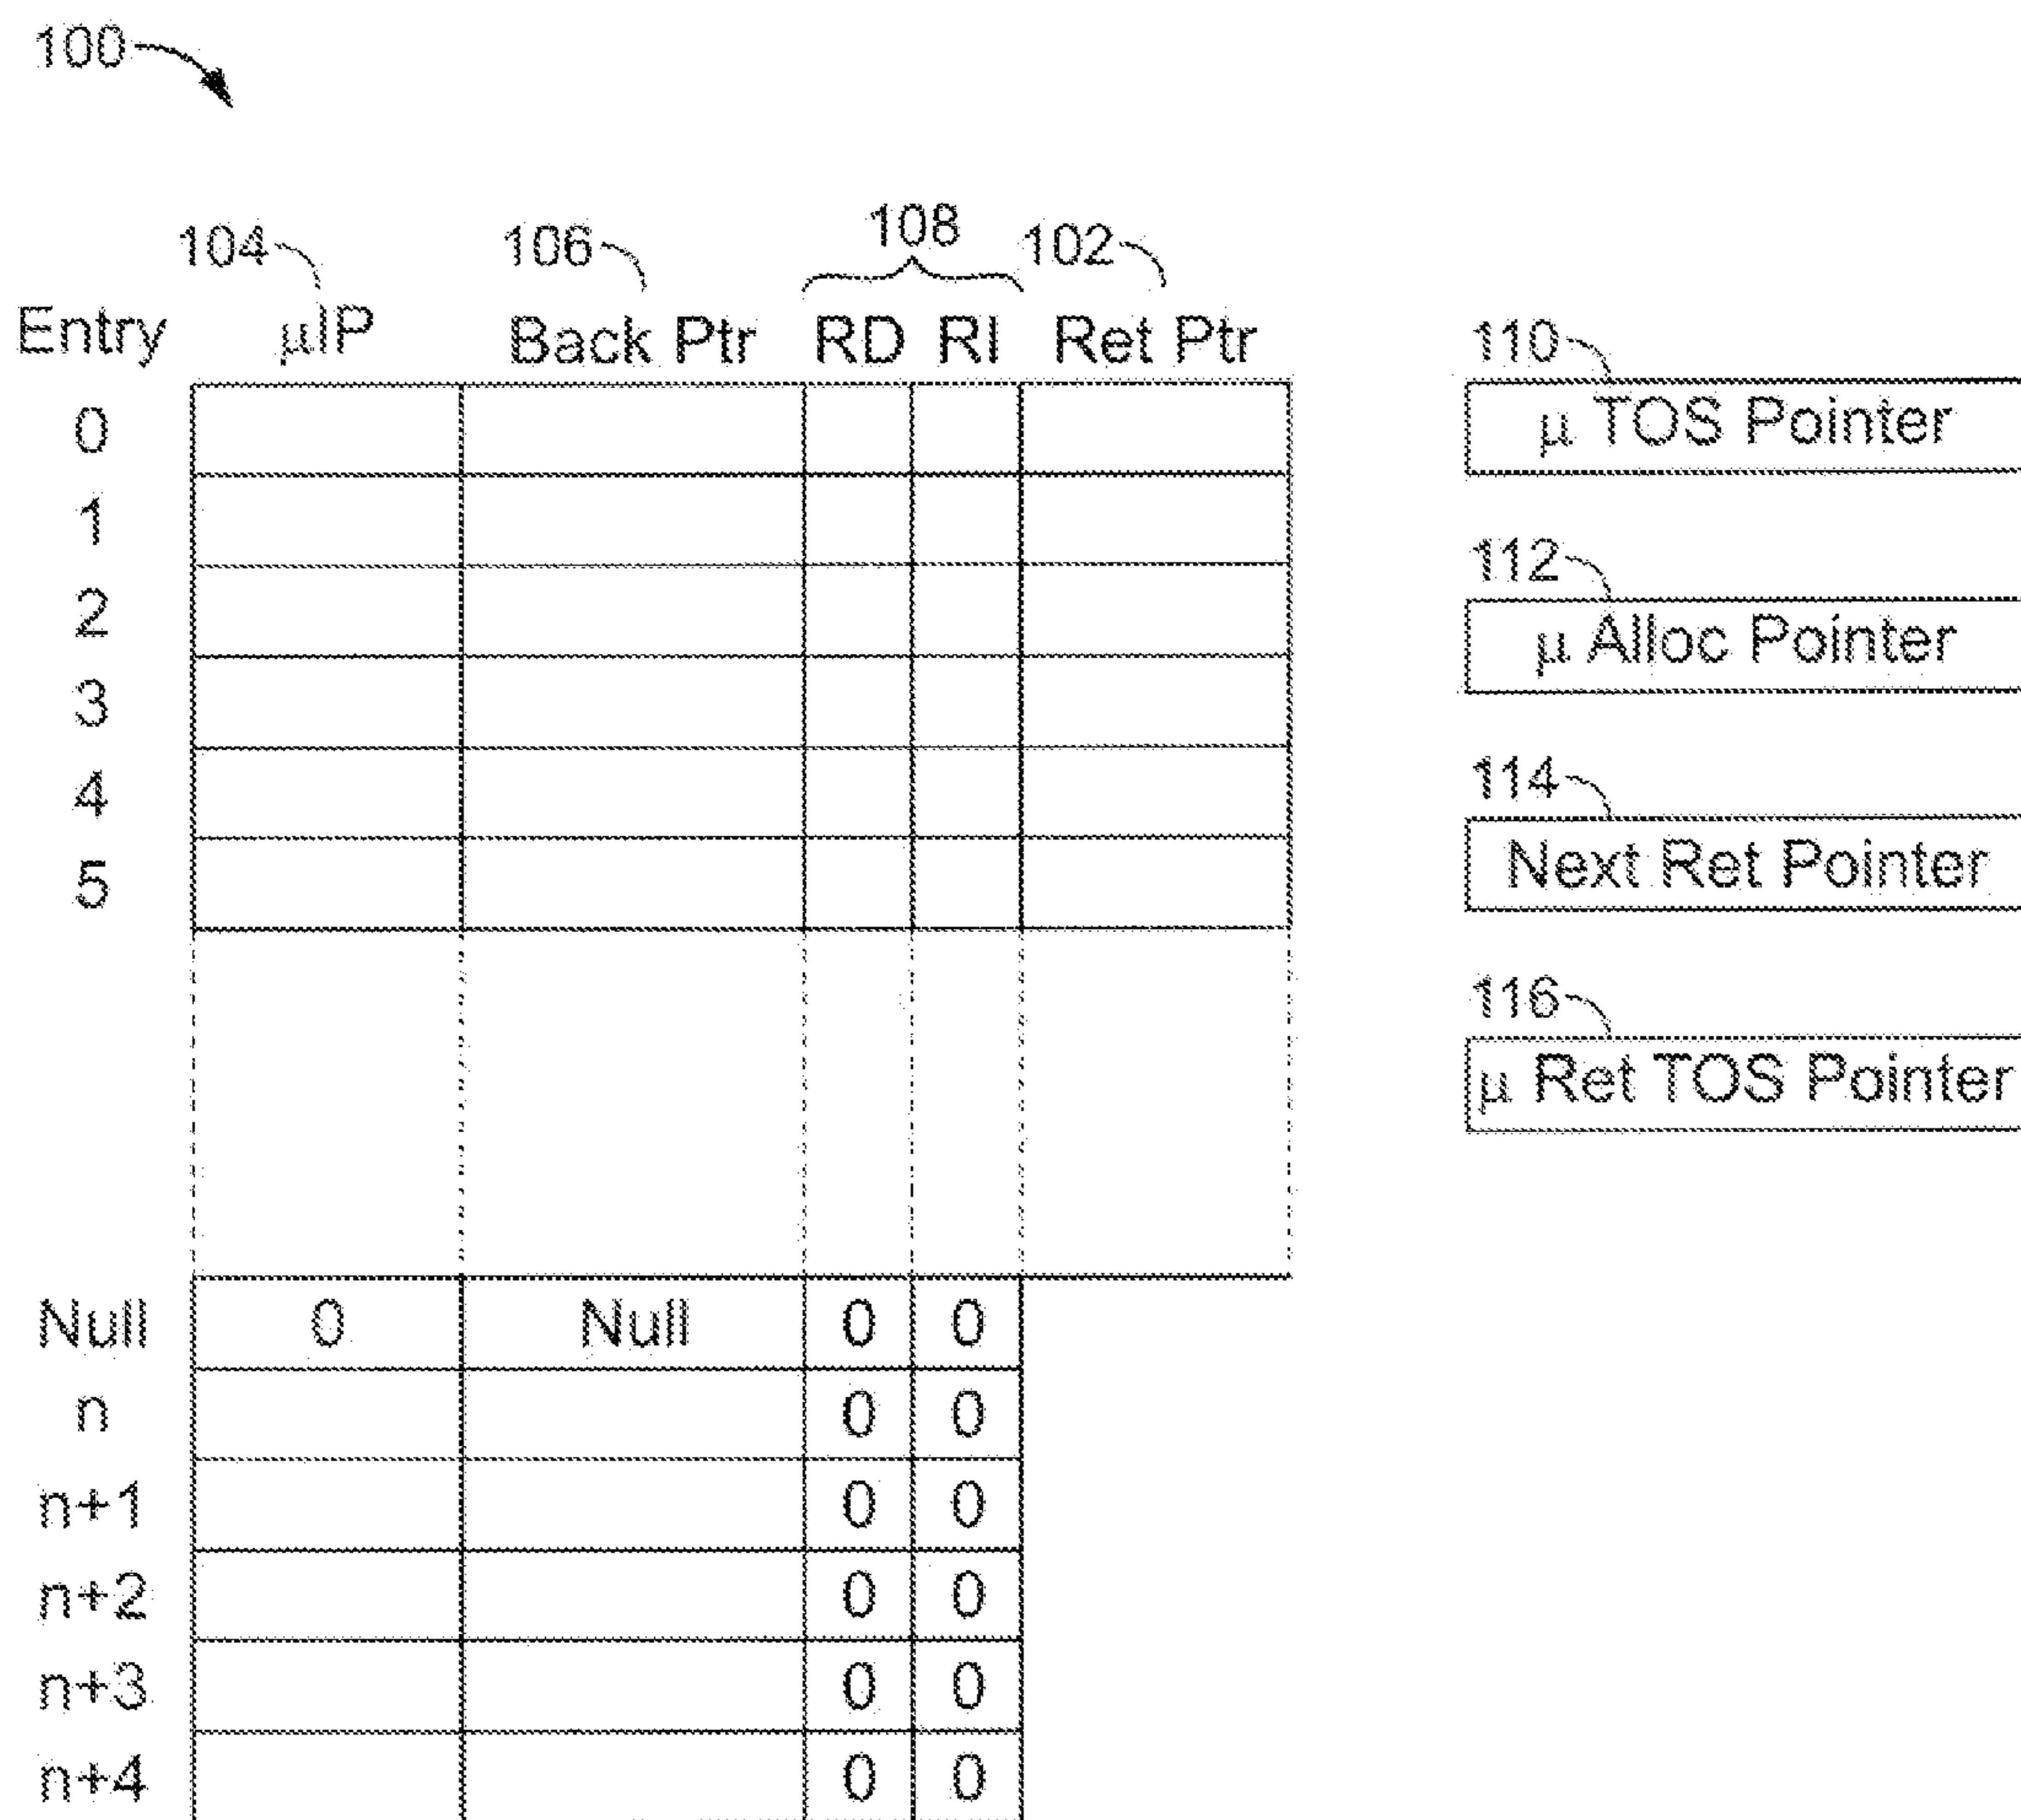 100
104 106 108 102
Entry μIP Back Ptr RD RI Ret Ptr
0
1
2
3
4
5
Null 0 Null 0 0
n 0 0
n+1 0 0
n+2 0 0
n+3 0 0
n+4 0 0
110
μ TOS Pointer
112
μ Alloc Pointer
114
Next Ret Pointer
116
μ Ret TOS Pointer